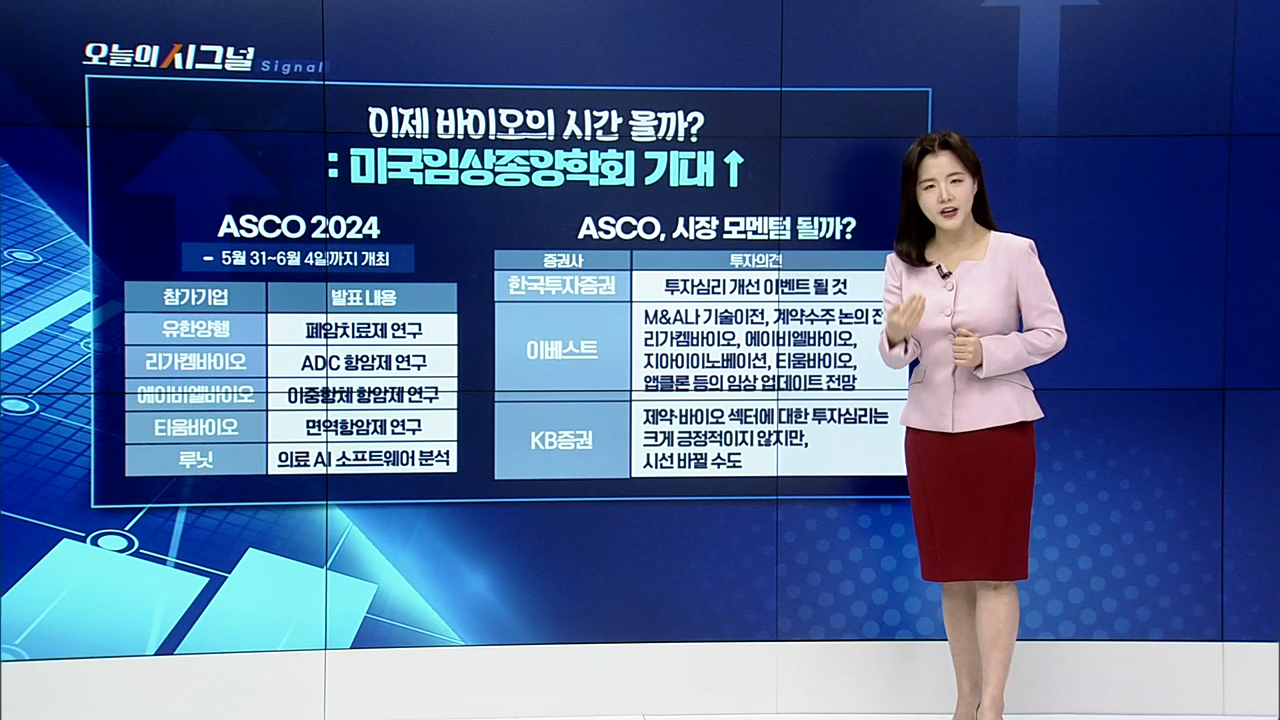 오늘의 시그널 Signal
이제 바이오의 시간 올까?
: 미국임상종양학회 기대↑
ASCO 2024
- 5월 31~6월 4일까지 개최
참가기업 발표 내용
유한양행 폐암치료제 연구
리가켐바이오 ADC 항암제 연구
에이비엘바이오 이중항체 항암제 연구
티움바이오 면역항암제 연구
루닛 의료 AI 소프트웨어 분석
ASCO, 시장 모멘텀 될까?
증권사 투자의견
한국투자증권 투자심리 개선 이벤트 될 것
이베스트
M&A나 기술이전, 계약수주 논의
리가켐바이오, 에이비엘바이오,
지아이이노베이션, 티움바이오,
앱클론 등의 임상 업데이트 전망
KB증권
제약·바이오 섹터에 대한 투자심리는
크게 긍정적이지 않지만,
시선 바뀔 수도